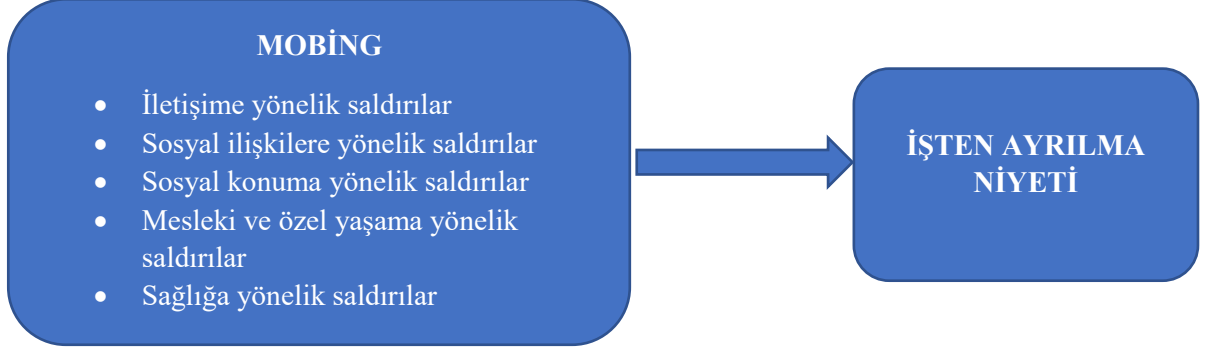 MOBİNG
• İletişime yönelik saldırılar
• Sosyal ilişkilere yönelik saldırılar
• Sosyal konuma yönelik saldırılar
• Mesleki ve özel yaşama yönelik
saldırılar
• Sağlığa yönelik saldırılar
İŞTEN AYRILMA
NİYETİ